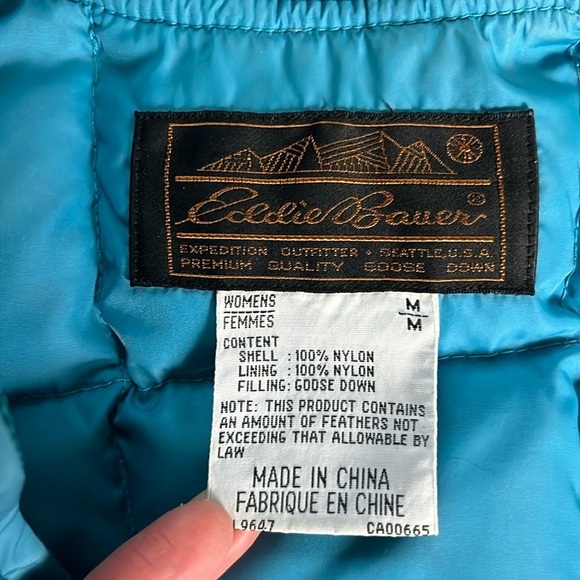 Eddie Bauer ®
EXPEDITION OUTFITTER • SEATTLE, U.S.A.
PREMIUM QUALITY GOOSE DOWN
WOMENS M
FEMMES M
CONTENT
SHELL : 100% NYLON
LINING : 100% NYLON
FILLING: GOOSE DOWN
NOTE: THIS PRODUCT CONTAINS
AN AMOUNT OF FEATHERS NOT
EXCEEDING THAT ALLOWABLE BY
LAW
MADE IN CHINA
FABRIQUE EN CHINE
L9647 CA00665